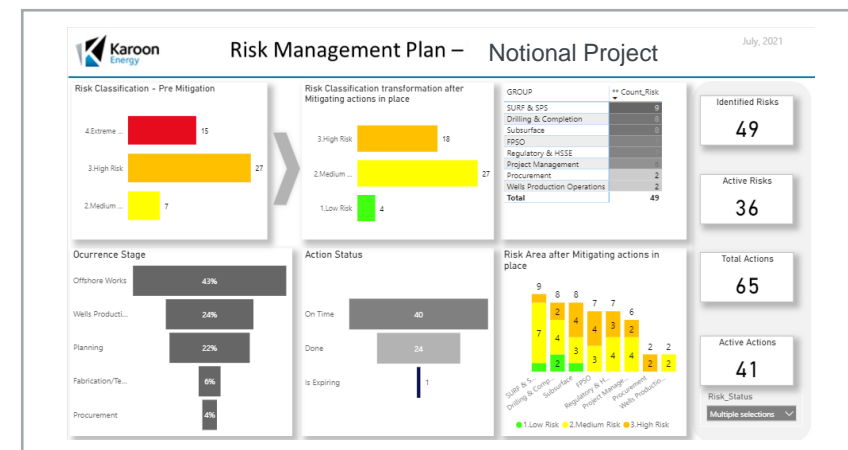 Karoon
Energy
Risk Management Plan –
Notional Project
July, 2021
Risk Classification - Pre Mitigation
4.Extreme ...
15
3.High Risk
27
2.Medium ...
7
Risk Classification transformation after
Mitigating actions in place
3.High Risk
18
2.Medium ...
27
1.Low Risk
4
GROUP
** Count_Risk
SURF & SPS 9
Drilling & Completion 8
Subsurface 8
FPSO
Regulatory & HSSE
Project Management 6
Procurement 2
Wells Production Operations 2
Total 49
Identified Risks
49
Active Risks
36
Total Actions
65
Active Actions
41
Risk_Status
Multiple selections
Ocurrence Stage
Offshore Works 43%
Wells Producti... 24%
Planning 22%
Fabrication/Te... 6%
Procurement 4%
Action Status
On Time 40
Done 24
Is Expiring 1
Risk Area after Mitigating actions in
place
9 8 8 7 7 6 2 2
2 4 4 3 2
7 4 3 3 4 4 2 2
2
SURF & S...
Drilling & Comp...
Subsurface
FPSO
Regulatory & H...
Project Manage...
Procurement
Wells Productio...
1.Low Risk 2.Medium Risk 3.High Risk